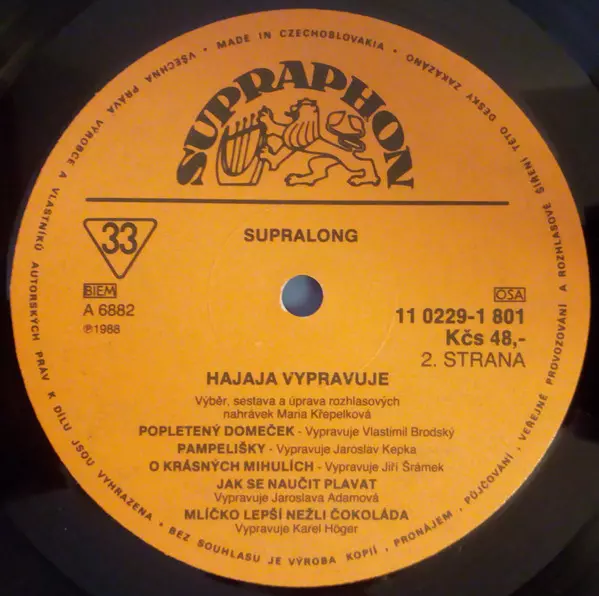 VŠECHNA PRÁVA VÝROBCE A VLASTNÍKŮ AUTORSKÝCH PRÁV K DÍLU JSOU VYHRAZENA • BEZ SOUHLASU JE VÝROBA KOPIÍ, PRONÁJEM, PŮJČOVÁNÍ, VEŘEJNÉ PROVOZOVÁNÍ A ROZHLASOVÉ ŠÍŘENÍ TÉTO DESKY ZAKÁZÁNO • MADE IN CZECHOSLOVAKIA •
SUPRAPHON
33
SUPRALONG
BIEM
OSA
A 6882
11 0229-1 801
℗1988
Kčs 48,-
2. STRANA
HAJAJA VYPRAVUJE
Výběr, sestava a úprava rozhlasových
nahrávek Maria Křepelková
POPLETENÝ DOMEČEK - Vypravuje Vlastimil Brodský
PAMPELIŠKY - Vypravuje Jaroslav Kepka
O KRÁSNÝCH MIHULÍCH - Vypravuje Jiří Šrámek
JAK SE NAUČIT PLAVAT
Vypravuje Jaroslava Adamová
MLÍČKO LEPŠÍ NEŽLI ČOKOLÁDA
Vypravuje Karel Höger